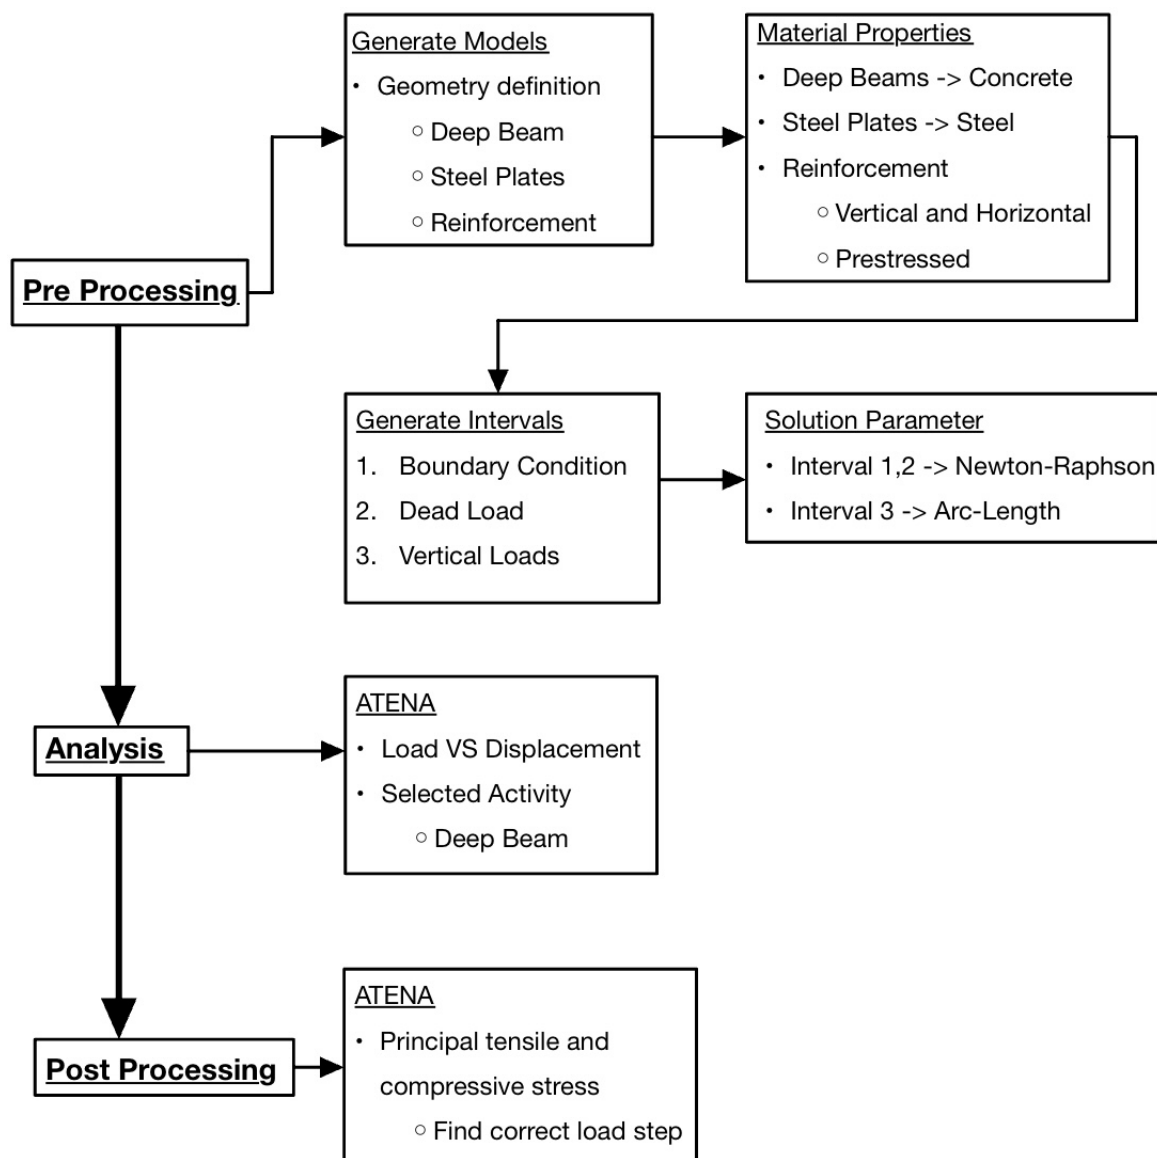 Generate Models
• Geometry definition
○ Deep Beam
○ Steel Plates
○ Reinforcement
Material Properties
• Deep Beams -> Concrete
• Steel Plates -> Steel
• Reinforcement
○ Vertical and Horizontal
○ Prestressed
Pre Processing
Generate Intervals
1. Boundary Condition
2. Dead Load
3. Vertical Loads
Solution Parameter
• Interval 1,2 -> Newton-Raphson
• Interval 3 -> Arc-Length
Analysis
ATENA
• Load VS Displacement
• Selected Activity
○ Deep Beam
Post Processing
ATENA
• Principal tensile and
compressive stress
○ Find correct load step